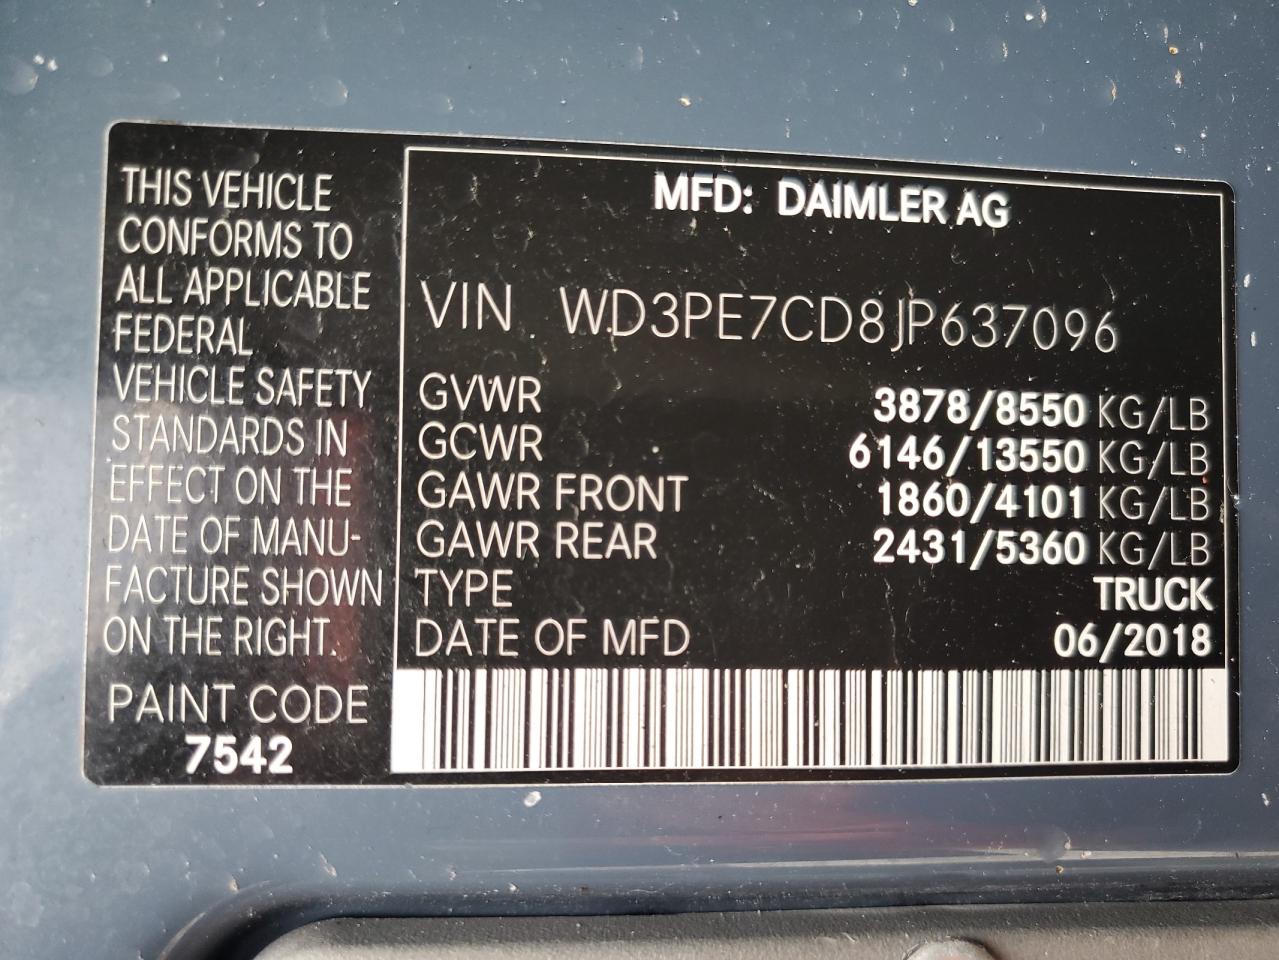 THIS VEHICLE
CONFORMS TO
ALL APPLICABLE
FEDERAL
VEHICLE SAFETY
STANDARDS IN
EFFECT ON THE
DATE OF MANU-
FACTURE SHOWN
ON THE RIGHT.
PAINT CODE
7542
MFD: DAIMLER AG
VIN WD3PE7CD8JP637096
GVWR 3878/8550 KG/LB
GCWR 6146/13550 KG/LB
GAWR FRONT 1860/4101 KG/LB
GAWR REAR 2431/5360 KG/LB
TYPE TRUCK
DATE OF MFD 06/2018